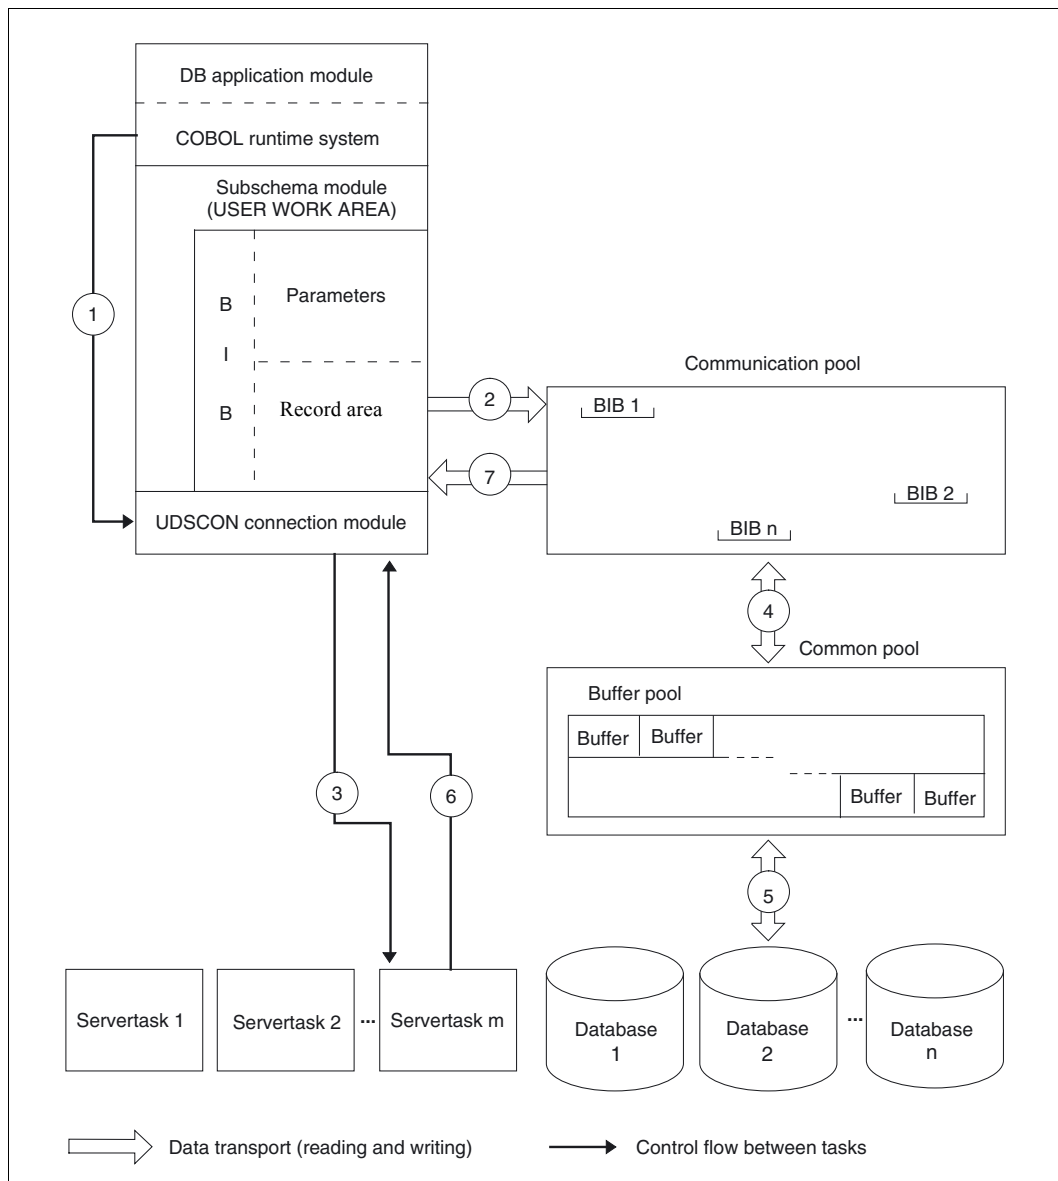 DB application module
COBOL runtime system
Subschema module
(USER WORK AREA)
B
I
B
Parameters
Record area
UDSCON connection module
1
2
7
Communication pool
BIB 1
BIB 2
BIB n
4
Common pool
Buffer pool
Buffer
Buffer
Buffer
Buffer
3
6
5
Servertask 1
Servertask 2
...
Servertask m
Database
1
Database
2
...
Database
n
Data transport (reading and writing)
Control flow between tasks